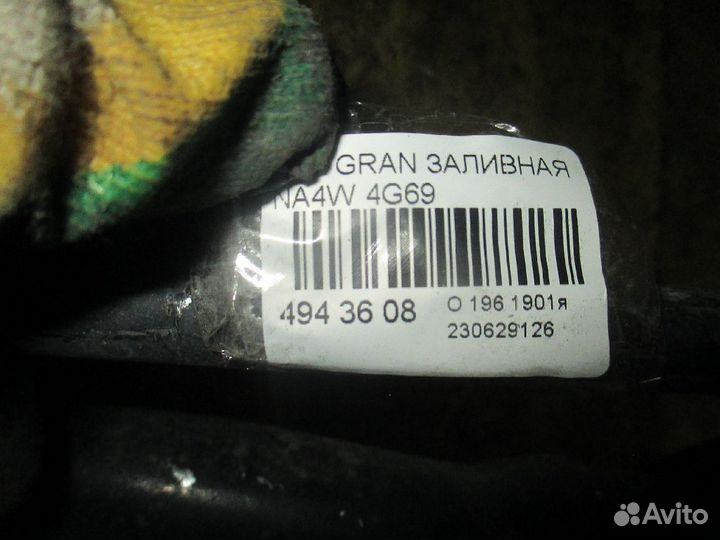 GRAN ЗАЛИВНАЯ
NA4W 4G69
494 36 08
О 196 1901я
230629126
Avito